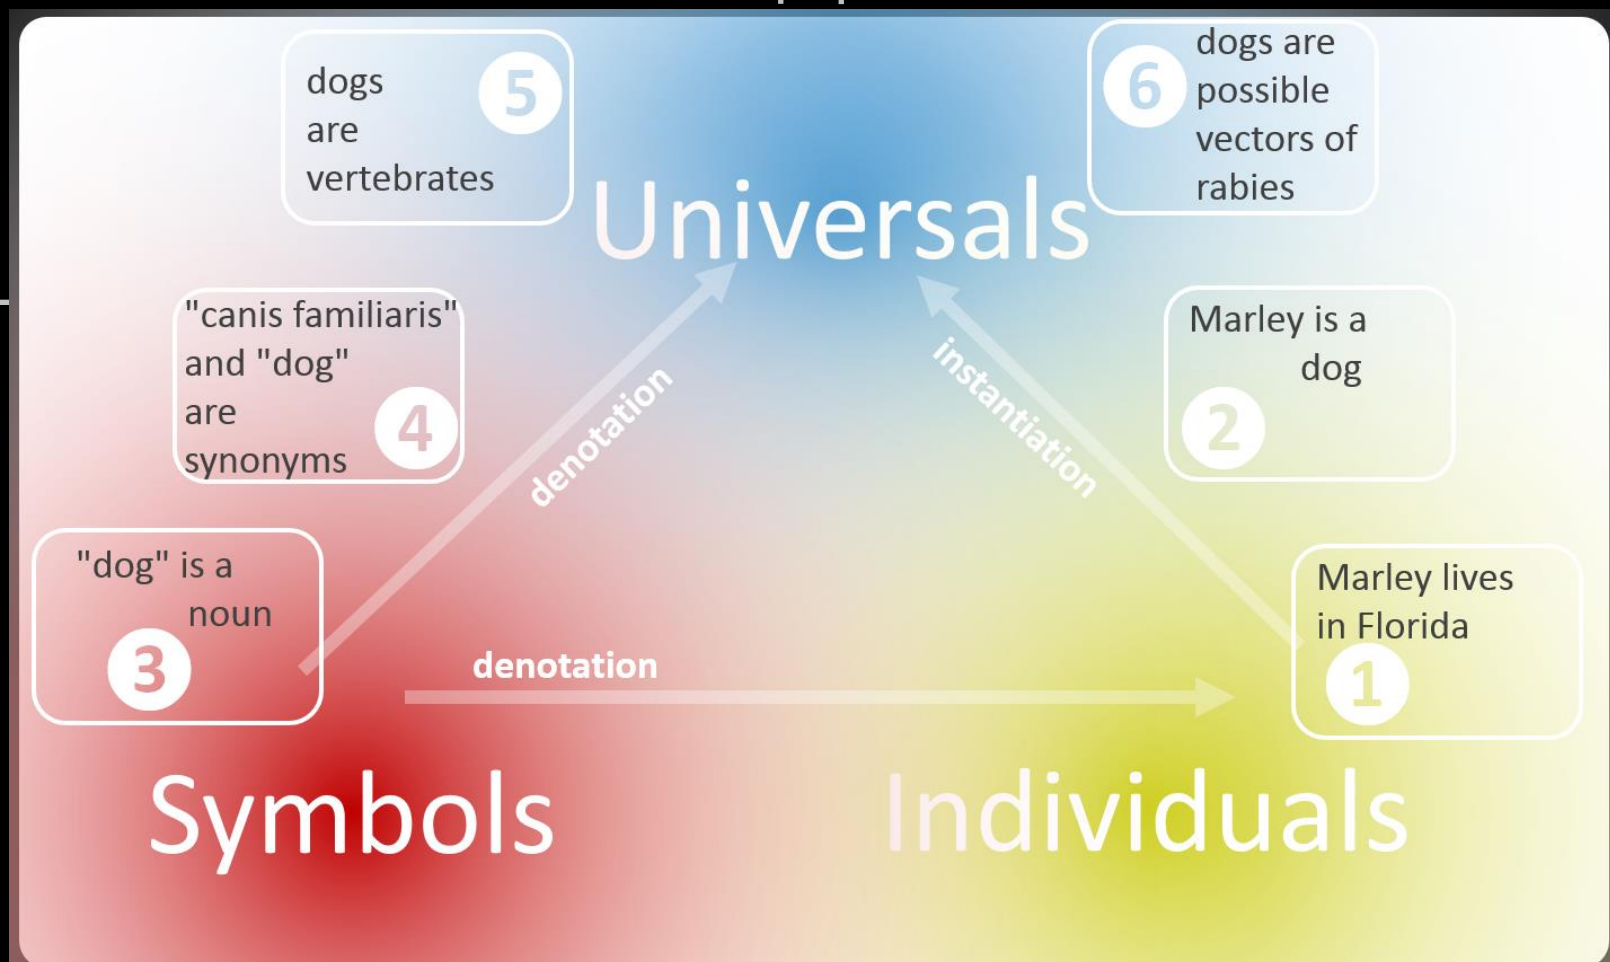 dogs
are
vertebrates
5
6
dogs are
possible
vectors of
rabies
Universals
"canis familiaris"
and "dog"
are
synonyms
4
denotation
instantiation
Marley is a
dog
2
"dog" is a
noun
3
denotation
Marley lives
in Florida
1
Symbols
Individuals